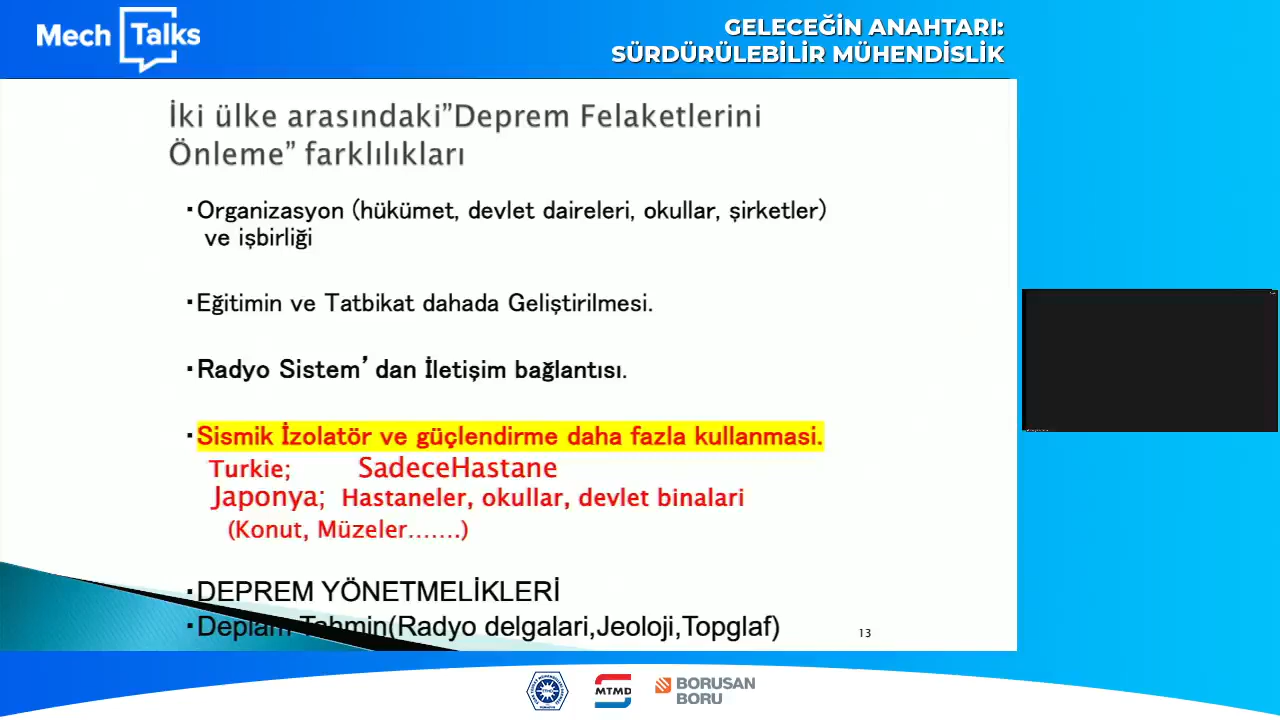 Mech Talks
GELECEĞİN ANAHTARI:
SÜRDÜRÜLEBİLİR MÜHENDİSLİK
İki ülke arasındaki”Deprem Felaketlerini
Önleme” farklılıkları
・Organizasyon (hükümet, devlet daireleri, okullar, şirketler)
ve işbirliği
・Eğitimin ve Tatbikat dahada Geliştirilmesi.
・Radyo Sistem’dan İletişim bağlantısı.
・Sismik İzolatör ve güçlendirme daha fazla kullanmasi.
Turkie; SadeceHastane
Japonya; Hastaneler, okullar, devlet binalari
(Konut, Müzeler.......)
・DEPREM YÖNETMELİKLERİ
・Deplam Tahmin(Radyo delgalari,Jeoloji,Topglaf)
13
MTMD
BORUSAN
BORU